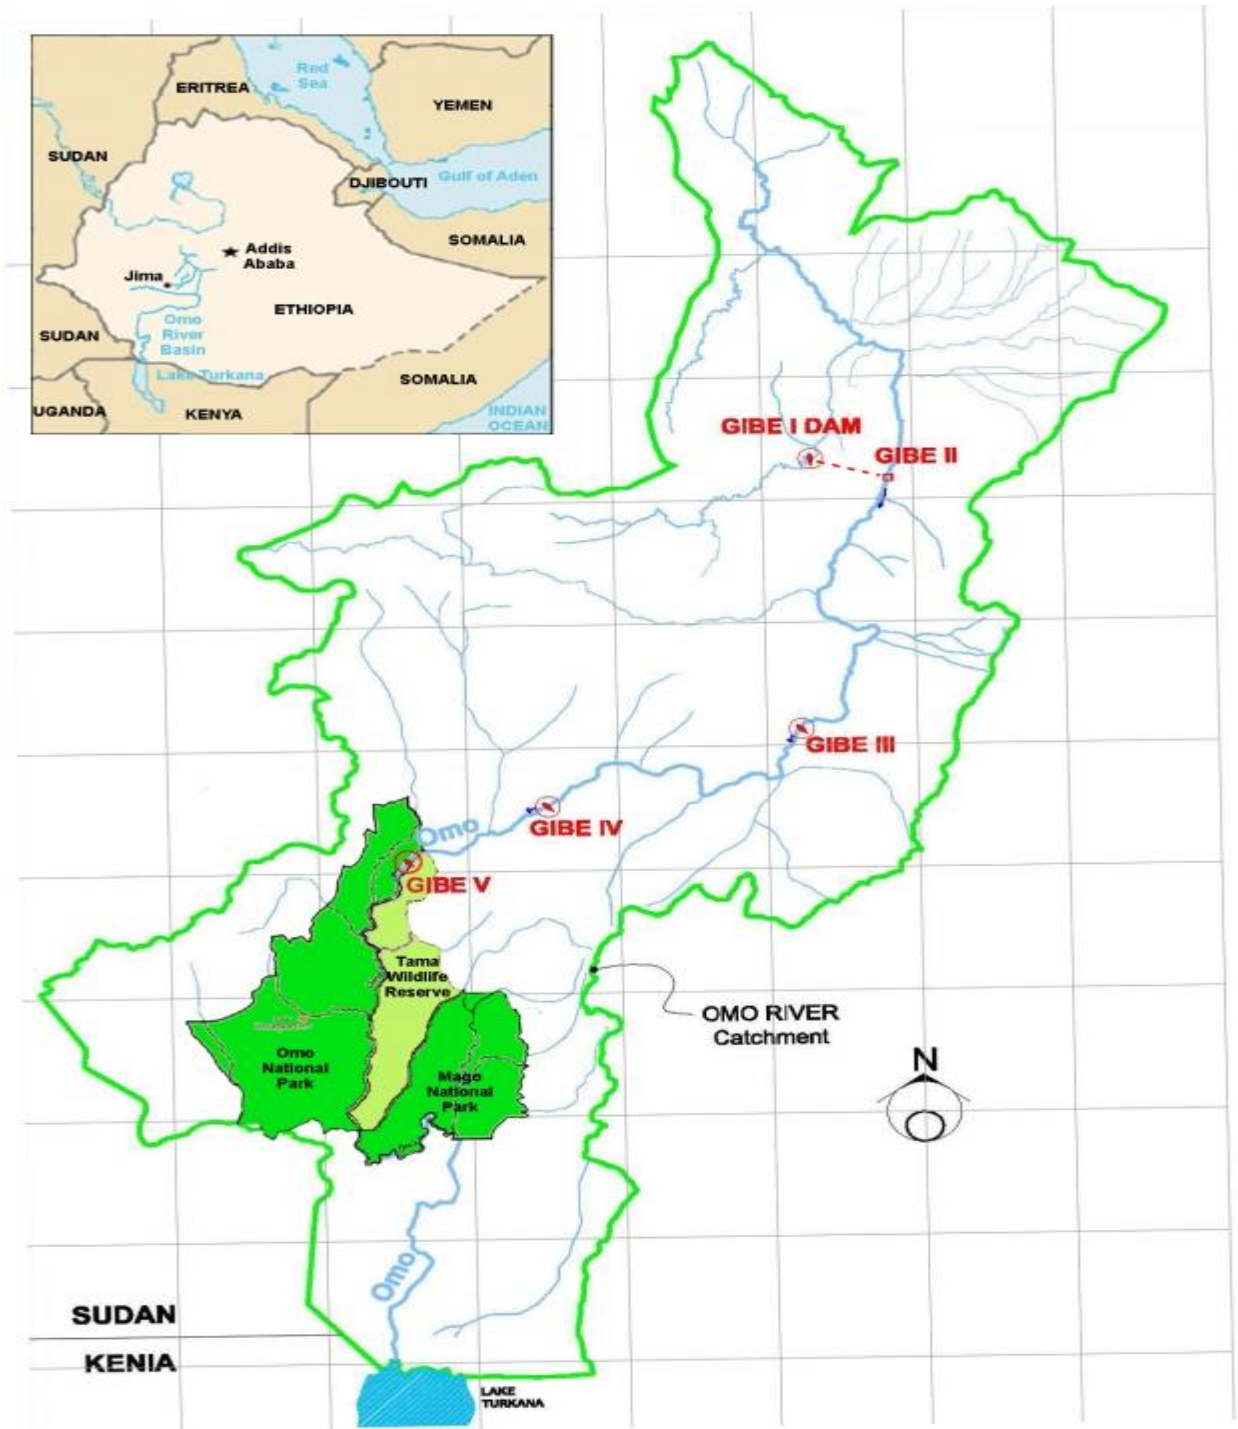 Red
Sea
ERITREA
YEMEN
SUDAN
DJIBOUTI
Gulf of Aden
SOMALIA
Addis
Ababa
Jima
ETHIOPIA
Omo
River
Basin
SUDAN
Lake Turkana
SOMALIA
UGANDA
KENYA
INDIAN
OCEAN
GIBE I DAM
GIBE II
GIBE III
GIBE IV
Omo
GIBE V
Tama
Wildlife
Reserve
OMO RIVER
Catchment
Omo
National
Park
Mago
National
Park
N
Omo
SUDAN
KENIA
LAKE
TURKANA